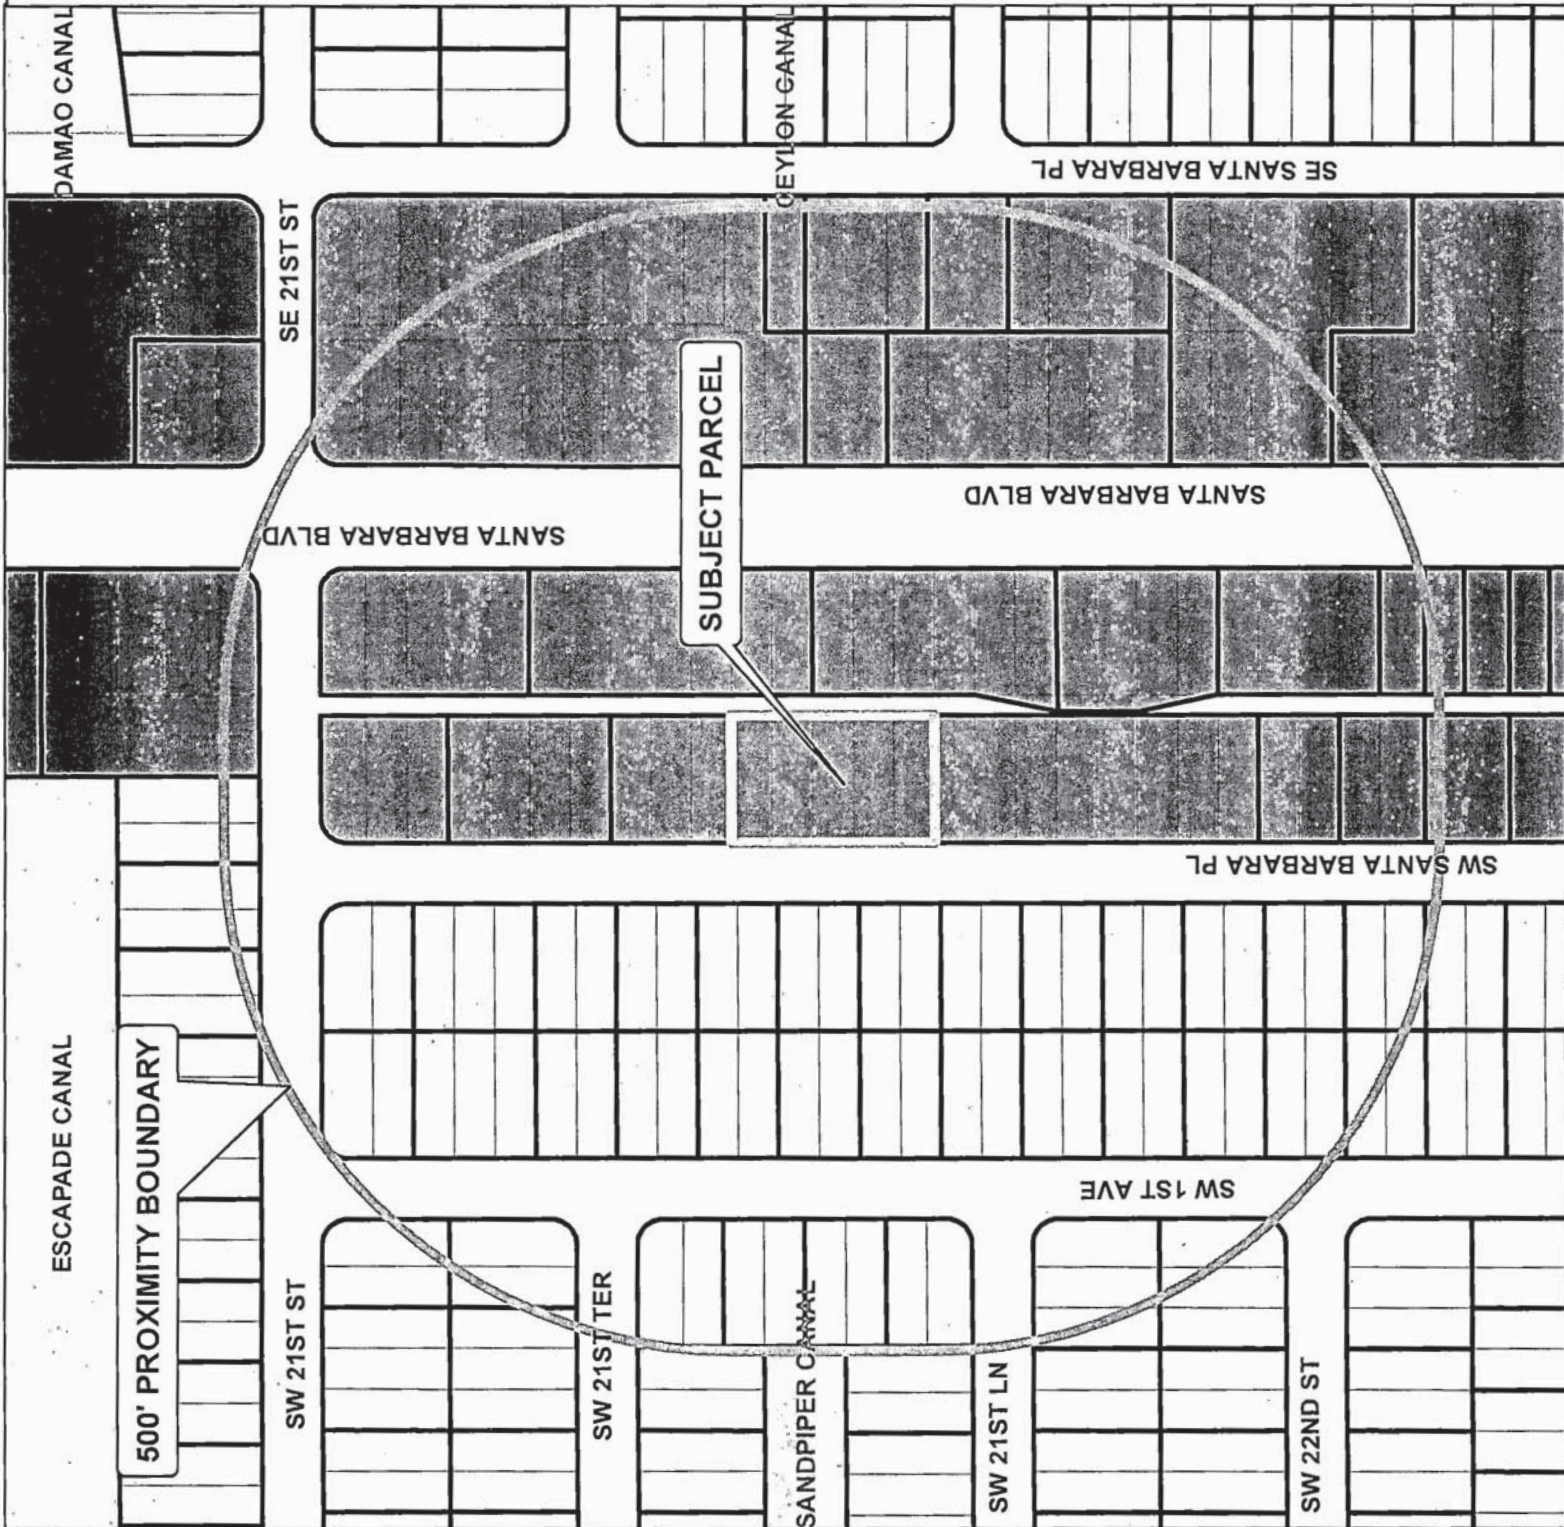 DAMAO CANAL
CEYLON CANAL
SE SANTA BARBARA PL
SE 21ST ST
SUBJECT PARCEL
SANTA BARBARA BLVD
SANTA BARBARA BLVD
SW SANTA BARBARA PL
ESCAPADE CANAL
500' PROXIMITY BOUNDARY
SW 1ST AVE
SW 21ST ST
SW 21ST TER
SANDPIPER CANAL
SW 21ST LN
SW 22ND ST